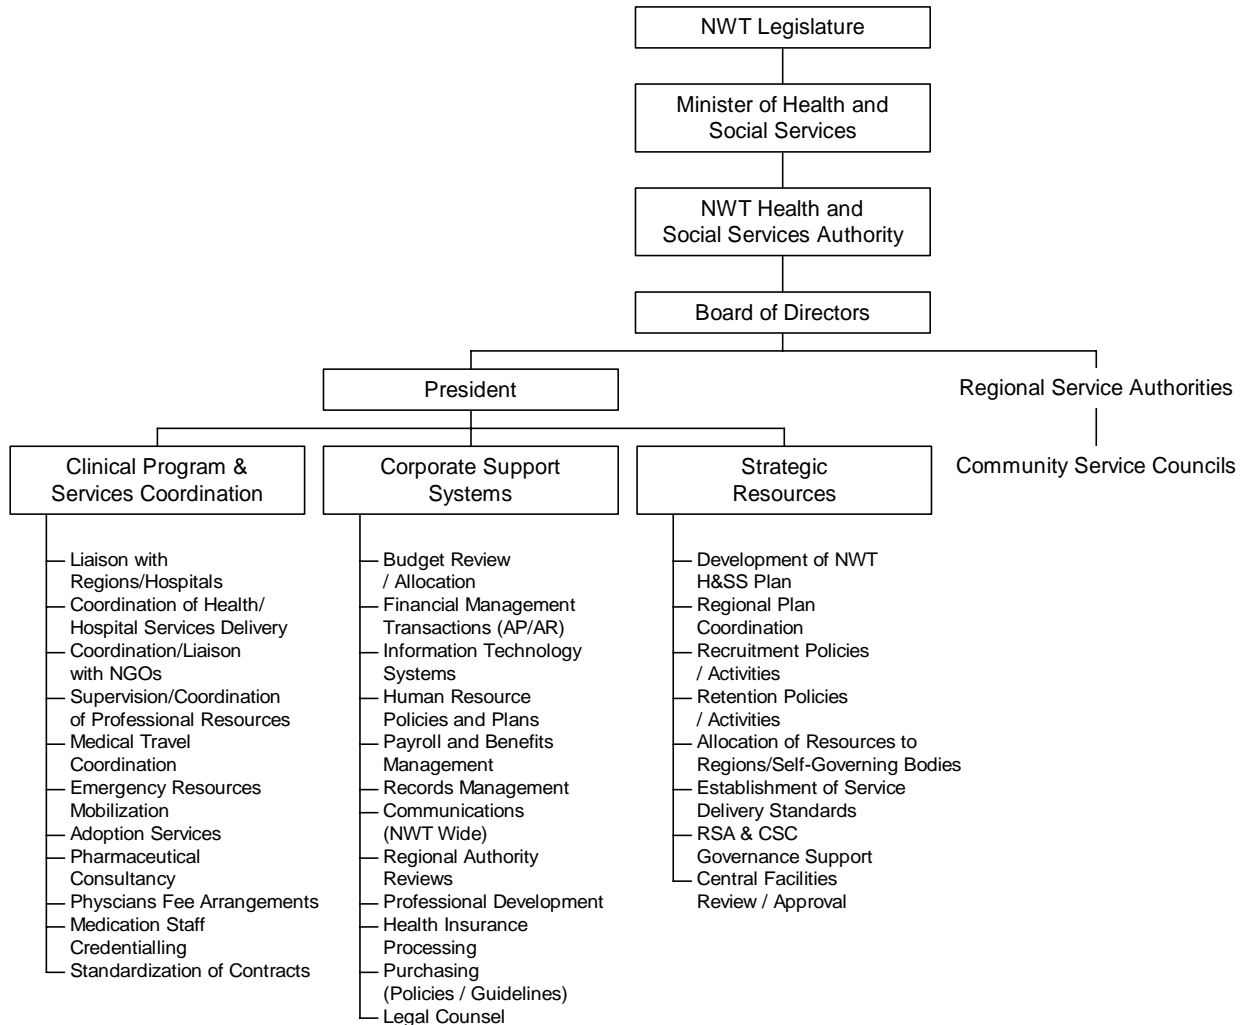 NWT Legislature
Minister of Health and
Social Services
NWT Health and
Social Services Authority
Board of Directors
President
Regional Service Authorities
Community Service Councils
Clinical Program &
Services Coordination
Liaison with
Regions/Hospitals
Coordination of Health/
Hospital Services Delivery
Coordination/Liaison
with NGOs
Supervision/Coordination
of Professional Resources
Medical Travel
Coordination
Emergency Resources
Mobilization
Adoption Services
Pharmaceutical
Consultancy
Physcians Fee Arrangements
Medication Staff
Credentialling
Standardization of Contracts
Corporate Support
Systems
Budget Review
/ Allocation
Financial Management
Transactions (AP/AR)
Information Technology
Systems
Human Resource
Policies and Plans
Payroll and Benefits
Management
Records Management
Communications
(NWT Wide)
Regional Authority
Reviews
Professional Development
Health Insurance
Processing
Purchasing
(Policies / Guidelines)
Legal Counsel
Strategic
Resources
Development of NWT
H&SS Plan
Regional Plan
Coordination
Recruitment Policies
/ Activities
Retention Policies
/ Activities
Allocation of Resources to
Regions/Self-Governing Bodies
Establishment of Service
Delivery Standards
RSA & CSC
Governance Support
Central Facilities
Review / Approval